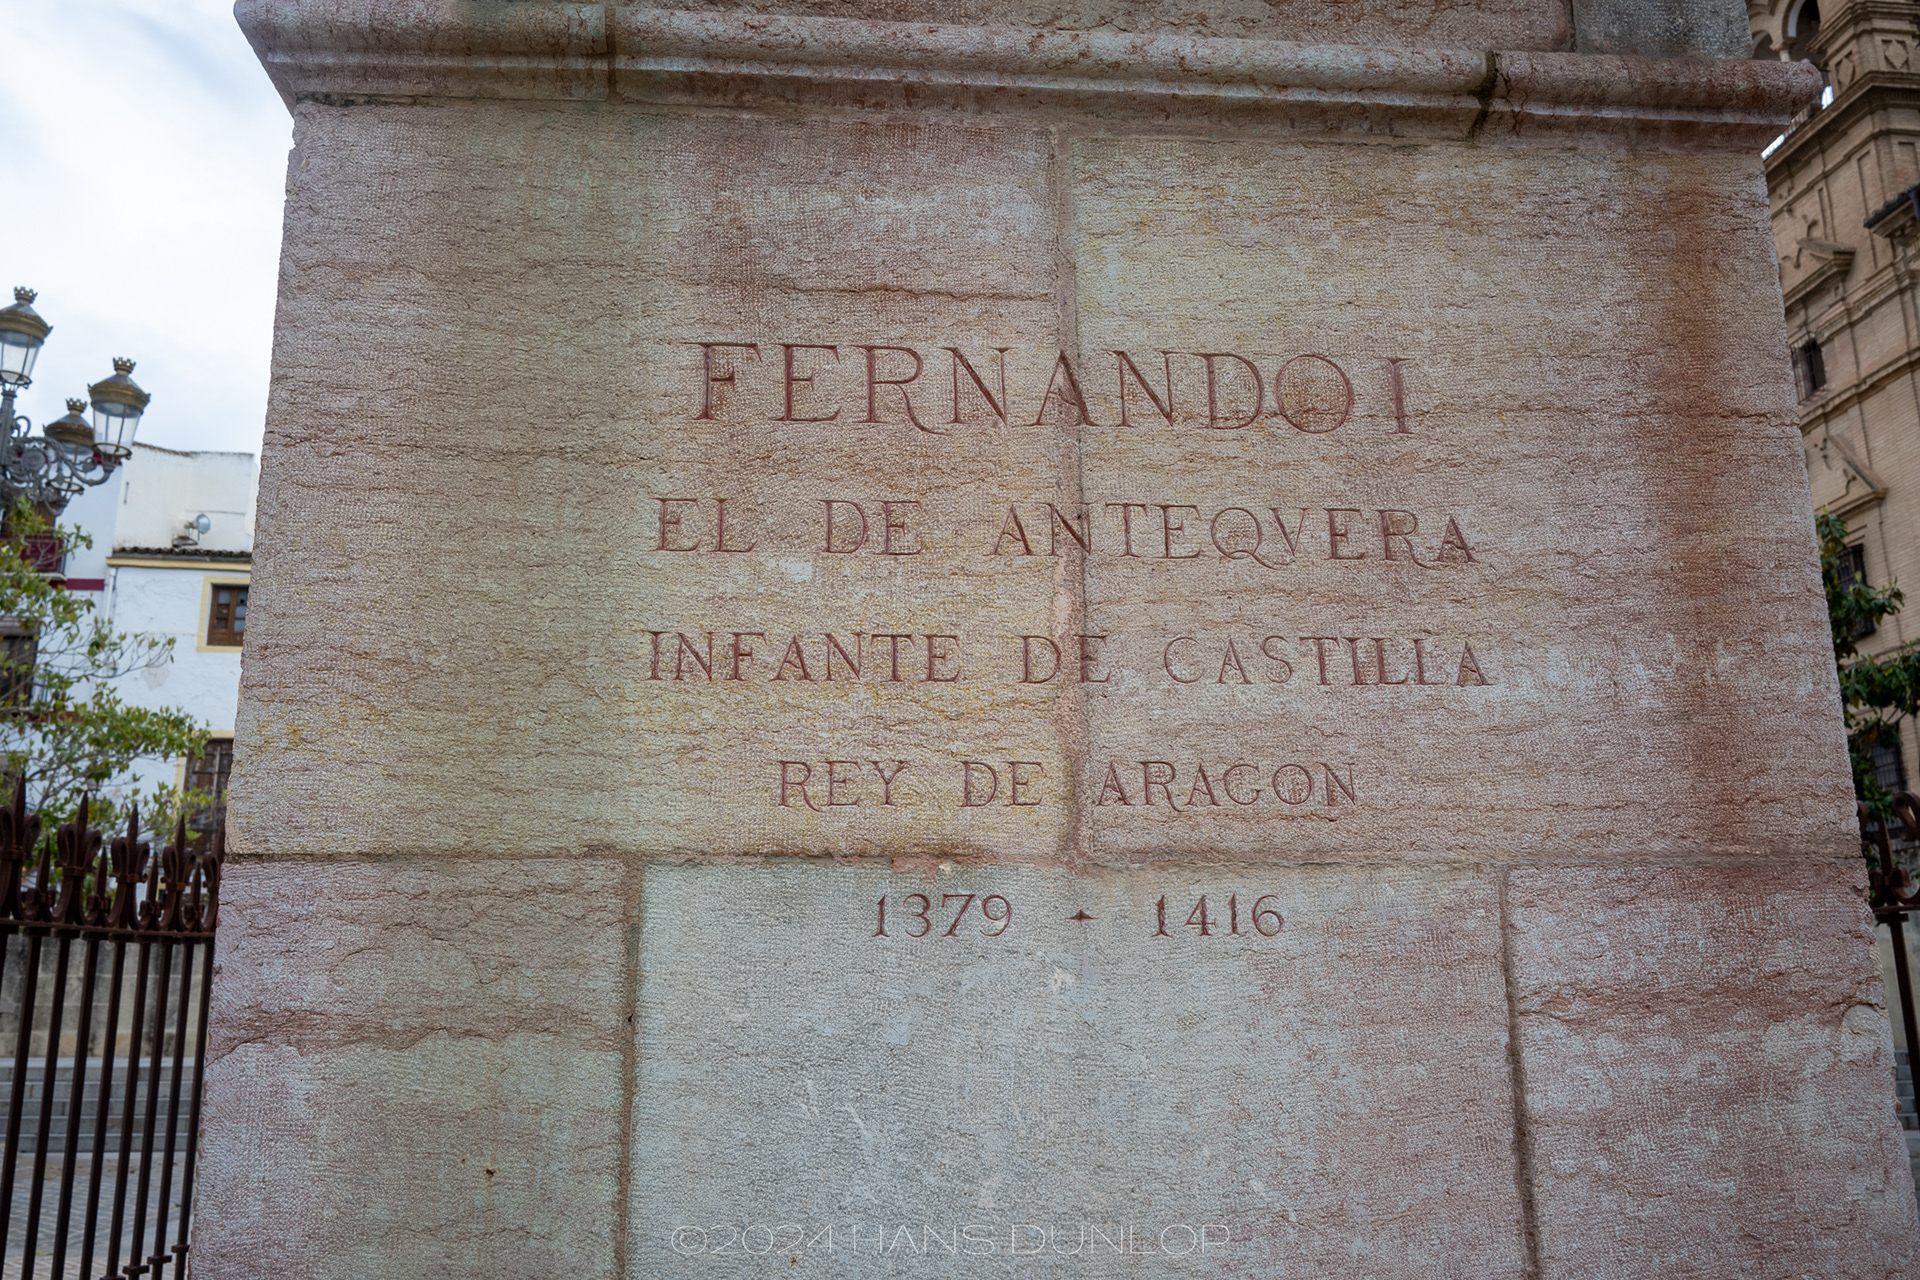 FERNANDO I
EL DE ANTEQVERA
INFANTE DE CASTILLA
REY DE ARAGON
1379 - 1416
©2024 HANS DUNLOP